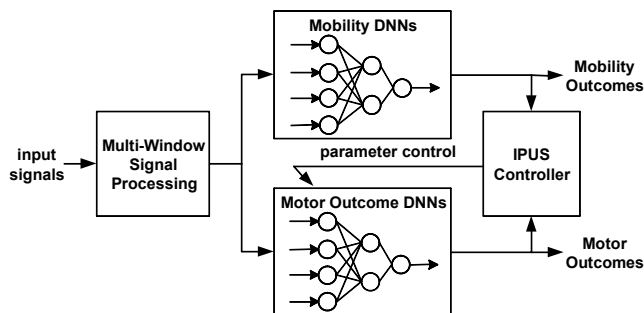 Mobility DNNs
Mobility
Outcomes
input
signals
Multi-Window
Signal
Processing
parameter control
IPUS
Controller
Motor Outcome DNNs
Motor
Outcomes